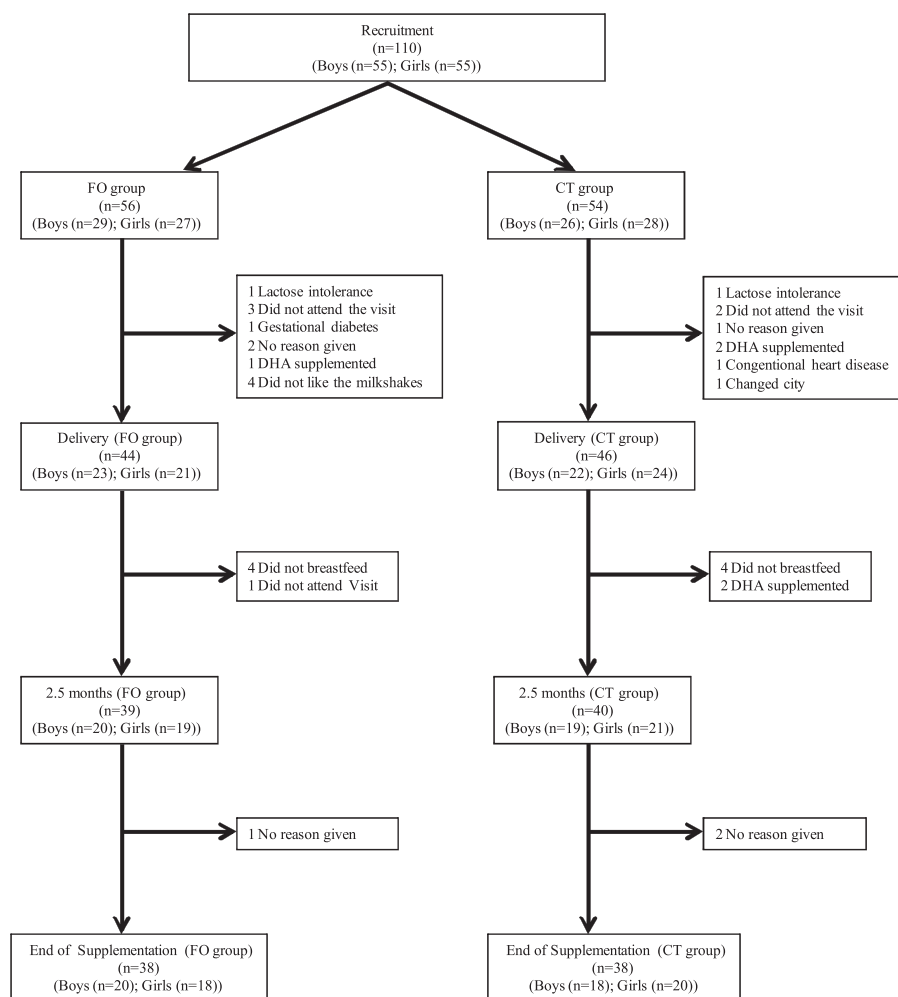 Recruitment
(n=110)
(Boys (n=55); Girls (n=55))
FO group
(n=56)
(Boys (n=29); Girls (n=27))
CT group
(n=54)
(Boys (n=26); Girls (n=28))
1 Lactose intolerance
3 Did not attend the visit
1 Gestational diabetes
2 No reason given
1 DHA supplemented
4 Did not like the milkshakes
1 Lactose intolerance
2 Did not attend the visit
1 No reason given
2 DHA supplemented
1 Congentional heart disease
1 Changed city
Delivery (FO group)
(n=44)
(Boys (n=23); Girls (n=21))
Delivery (CT group)
(n=46)
(Boys (n=22); Girls (n=24))
4 Did not breastfeed
1 Did not attend Visit
4 Did not breastfeed
2 DHA supplemented
2.5 months (FO group)
(n=39)
(Boys (n=20); Girls (n=19))
2.5 months (CT group)
(n=40)
(Boys (n=19); Girls (n=21))
1 No reason given
2 No reason given
End of Supplementation (FO group)
(n=38)
(Boys (n=20); Girls (n=18))
End of Supplementation (CT group)
(n=38)
(Boys (n=18); Girls (n=20))